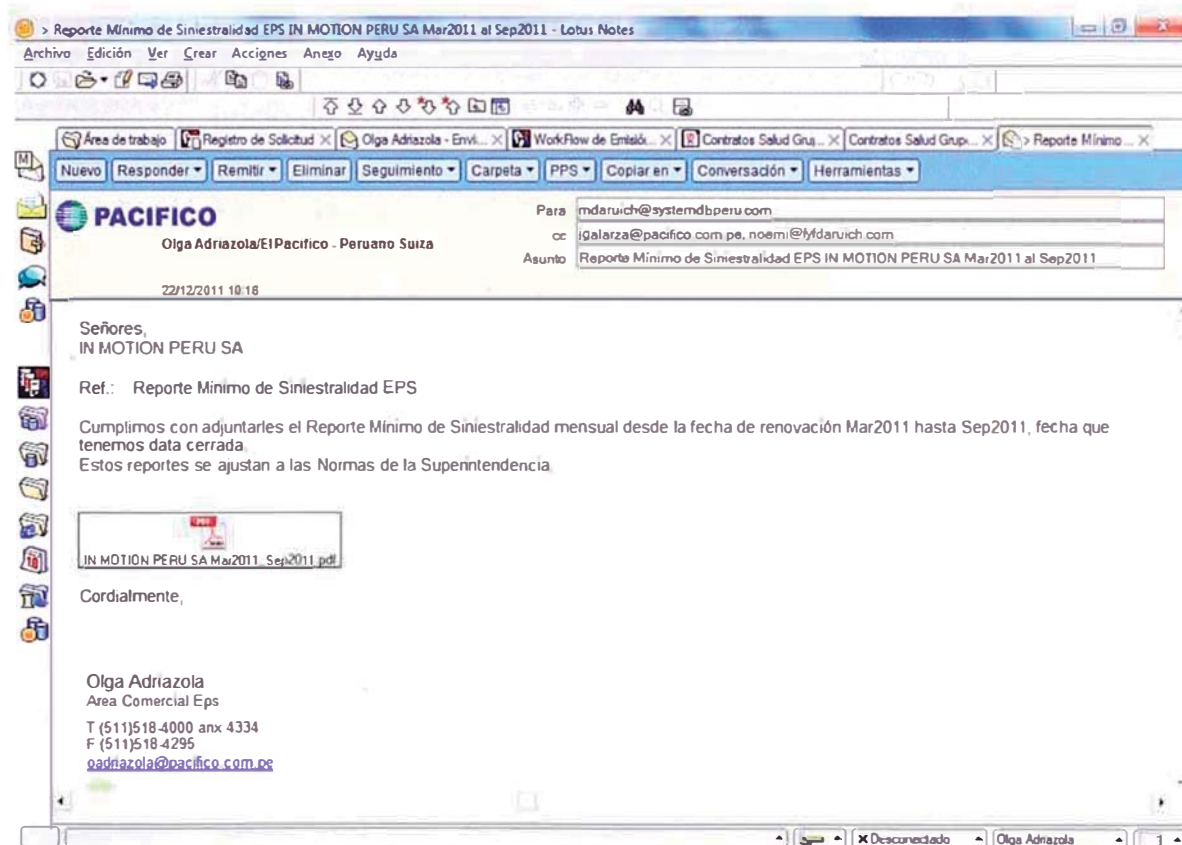 > Reporte Mínimo de Siniestralidad EPS IN MOTION PERU SA Mar2011 al Sep2011 - Lotus Notes
Archivo Edición Ver Crear Acciones Anexo Ayuda
Área de trabajo Registro de Solicitud Olga Adriazola - Envi... WorkFlow de Emisió... Contratos Salud Gru... Contratos Salud Grup... > Reporte Mínimo ...
Nuevo Responder Remitir Eliminar Seguimiento Carpeta PPS Copiar en Conversación Herramientas
PACIFICO
Olga Adriazola/El Pacifico - Peruano Suiza
22/12/2011 10:16
Para mdaruich@systemdbperu.com
cc igalarza@pacifico.com.pe, noemi@fyfdaruich.com
Asunto Reporte Mínimo de Siniestralidad EPS IN MOTION PERU SA Mar2011 al Sep2011
Señores,
IN MOTION PERU SA
Ref.: Reporte Minimo de Siniestralidad EPS
Cumplimos con adjuntarles el Reporte Mínimo de Siniestralidad mensual desde la fecha de renovación Mar2011 hasta Sep2011, fecha que
tenemos data cerrada.
Estos reportes se ajustan a las Normas de la Superintendencia.
IN MOTION PERU SA Mar2011_Sep2011.pdf
Cordialmente,
Olga Adriazola
Area Comercial Eps
T (511)518-4000 anx 4334
F (511)518-4295
oadriazola@pacifico.com.pe
Desconectado Olga Adriazola 1